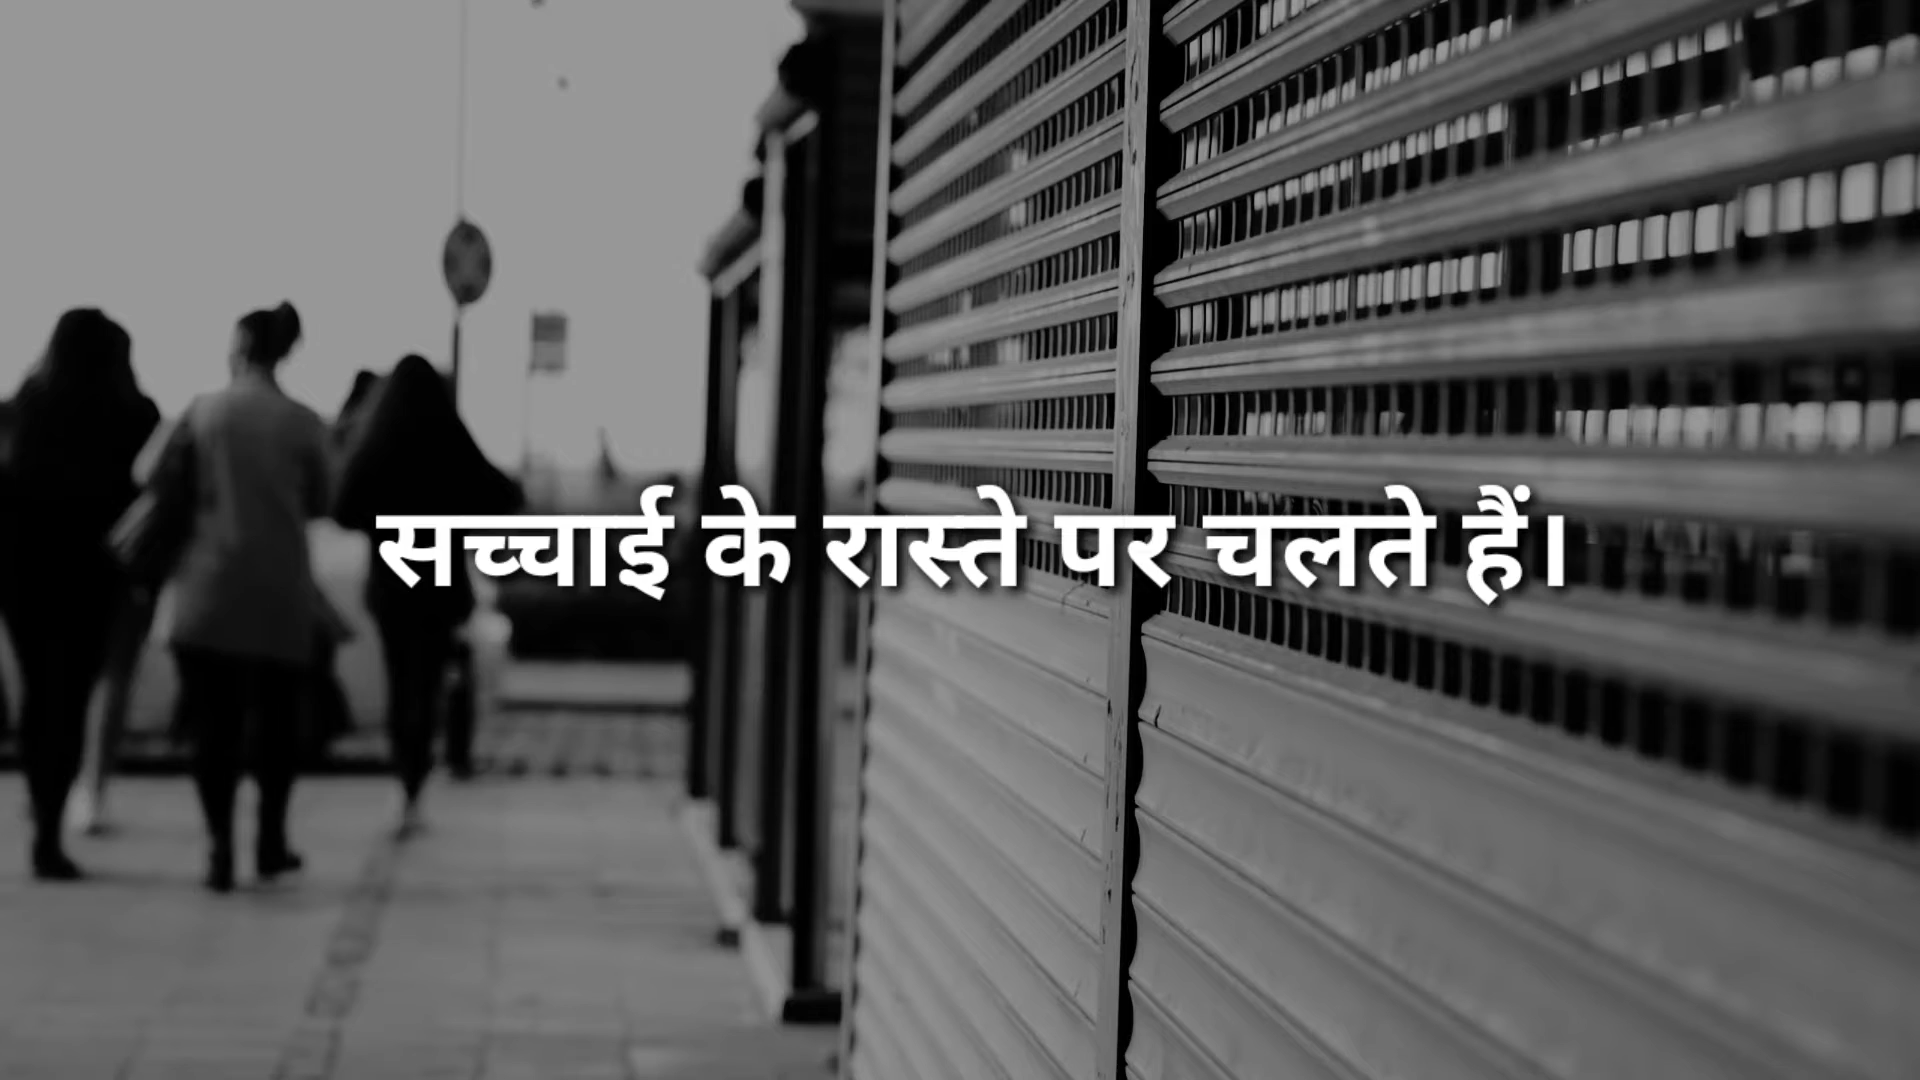 सच्चाई के रास्ते पर चलते हैं।